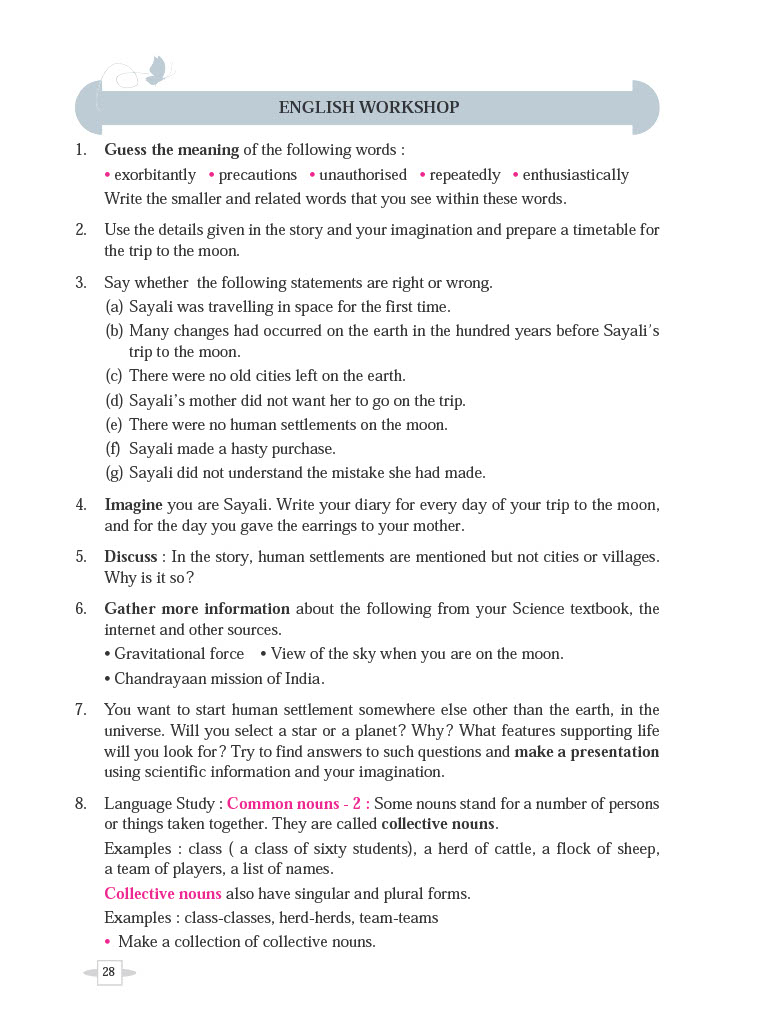 ENGLISH WORKSHOP
1. Guess the meaning of the following words :
• exorbitantly • precautions • unauthorised • repeatedly • enthusiastically
Write the smaller and related words that you see within these words.
2. Use the details given in the story and your imagination and prepare a timetable for
the trip to the moon.
3. Say whether the following statements are right or wrong.
(a) Sayali was travelling in space for the first time.
(b) Many changes had occurred on the earth in the hundred years before Sayali's
trip to the moon.
(c) There were no old cities left on the earth.
(d) Sayali's mother did not want her to go on the trip.
(e) There were no human settlements on the moon.
(f) Sayali made a hasty purchase.
(g) Sayali did not understand the mistake she had made.
4. Imagine you are Sayali. Write your diary for every day of your trip to the moon,
and for the day you gave the earrings to your mother.
5. Discuss : In the story, human settlements are mentioned but not cities or villages.
Why is it so?
6. Gather more information about the following from your Science textbook, the
internet and other sources.
• Gravitational force • View of the sky when you are on the moon.
• Chandrayaan mission of India.
7. You want to start human settlement somewhere else other than the earth, in the
universe. Will you select a star or a planet? Why? What features supporting life
will you look for? Try to find answers to such questions and make a presentation
using scientific information and your imagination.
8. Language Study : Common nouns - 2 : Some nouns stand for a number of persons
or things taken together. They are called collective nouns.
Examples : class ( a class of sixty students), a herd of cattle, a flock of sheep,
a team of players, a list of names.
Collective nouns also have singular and plural forms.
Examples : class-classes, herd-herds, team-teams
• Make a collection of collective nouns.
28